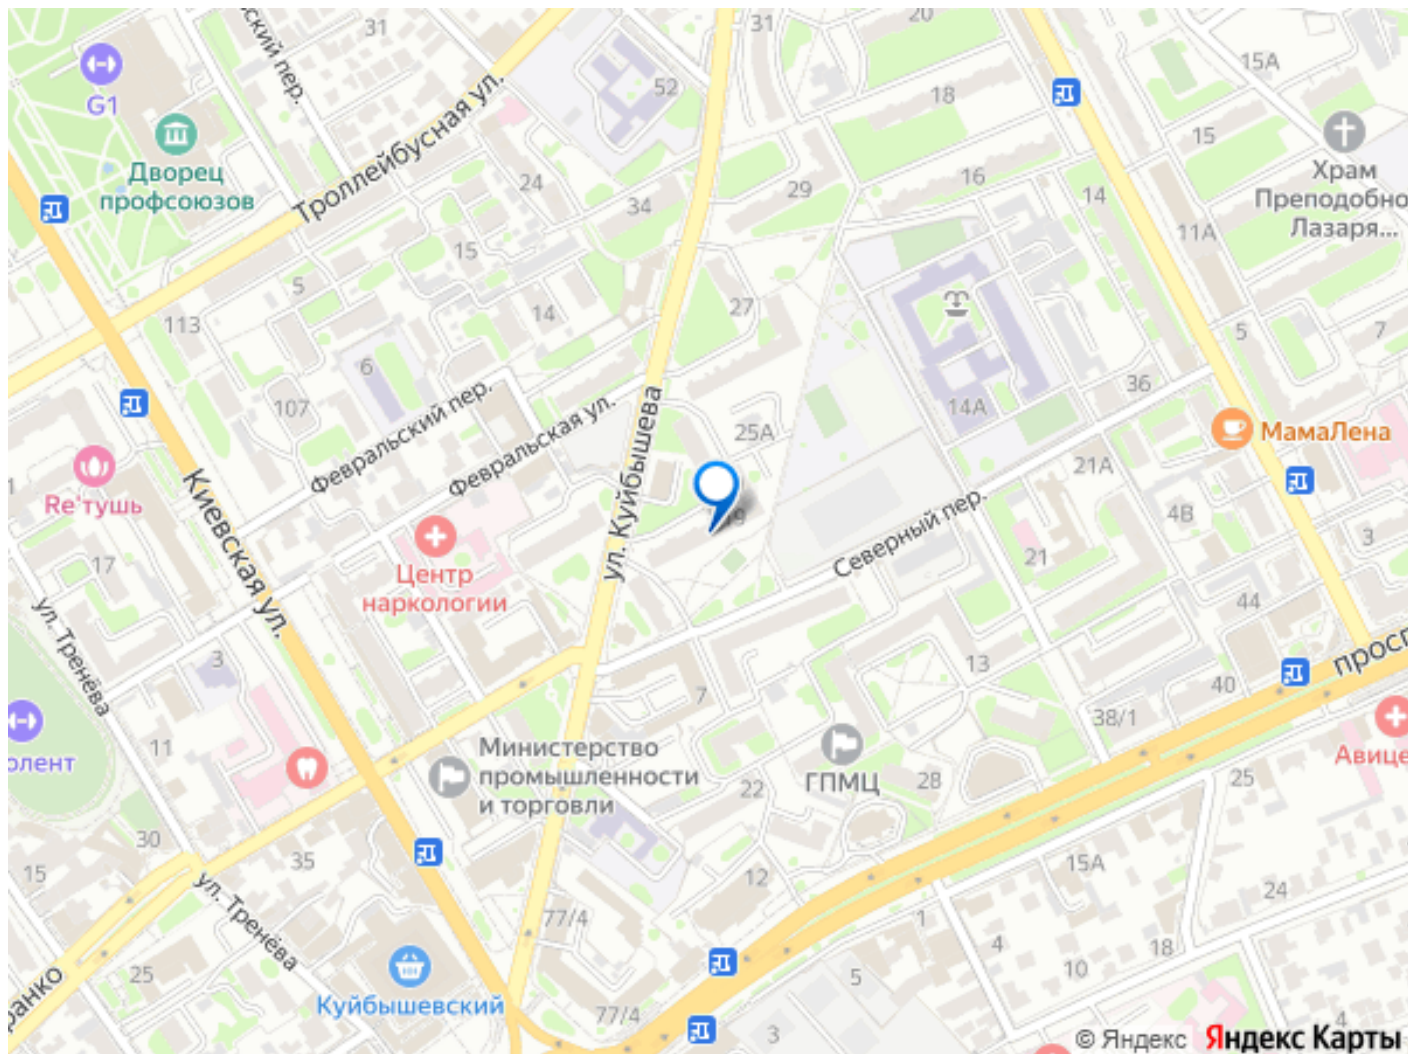 31
20
ский пер.
31
15А
G1
52
18
Троллейбусная ул.
15
Дворец
профсоюзов
24
34
29
16
14
Храм
Преподобно
Лазаря...
11А
15
5
27
14
113
5
7
6
36
107
Февральский пер.
Февральская ул.
ул. Куйбышева
25А
14А
МамаЛена
21А
Re'тушь
Киевская ул.
Северный пер.
4В
3
17
Центр
наркологии
21
44
ул. Тренёва
3
13
просп
7
40
38/1
олент
11
Министерство
промышленности
и торговли
ГПМЦ
28
22
25
Авице
30
15
35
12
15А
24
ул. Тренёва
77/4
1
4
18
10
25
5
ранко
Куйбышевский
77/4
3
4
© Яндекс Яндекс Карты